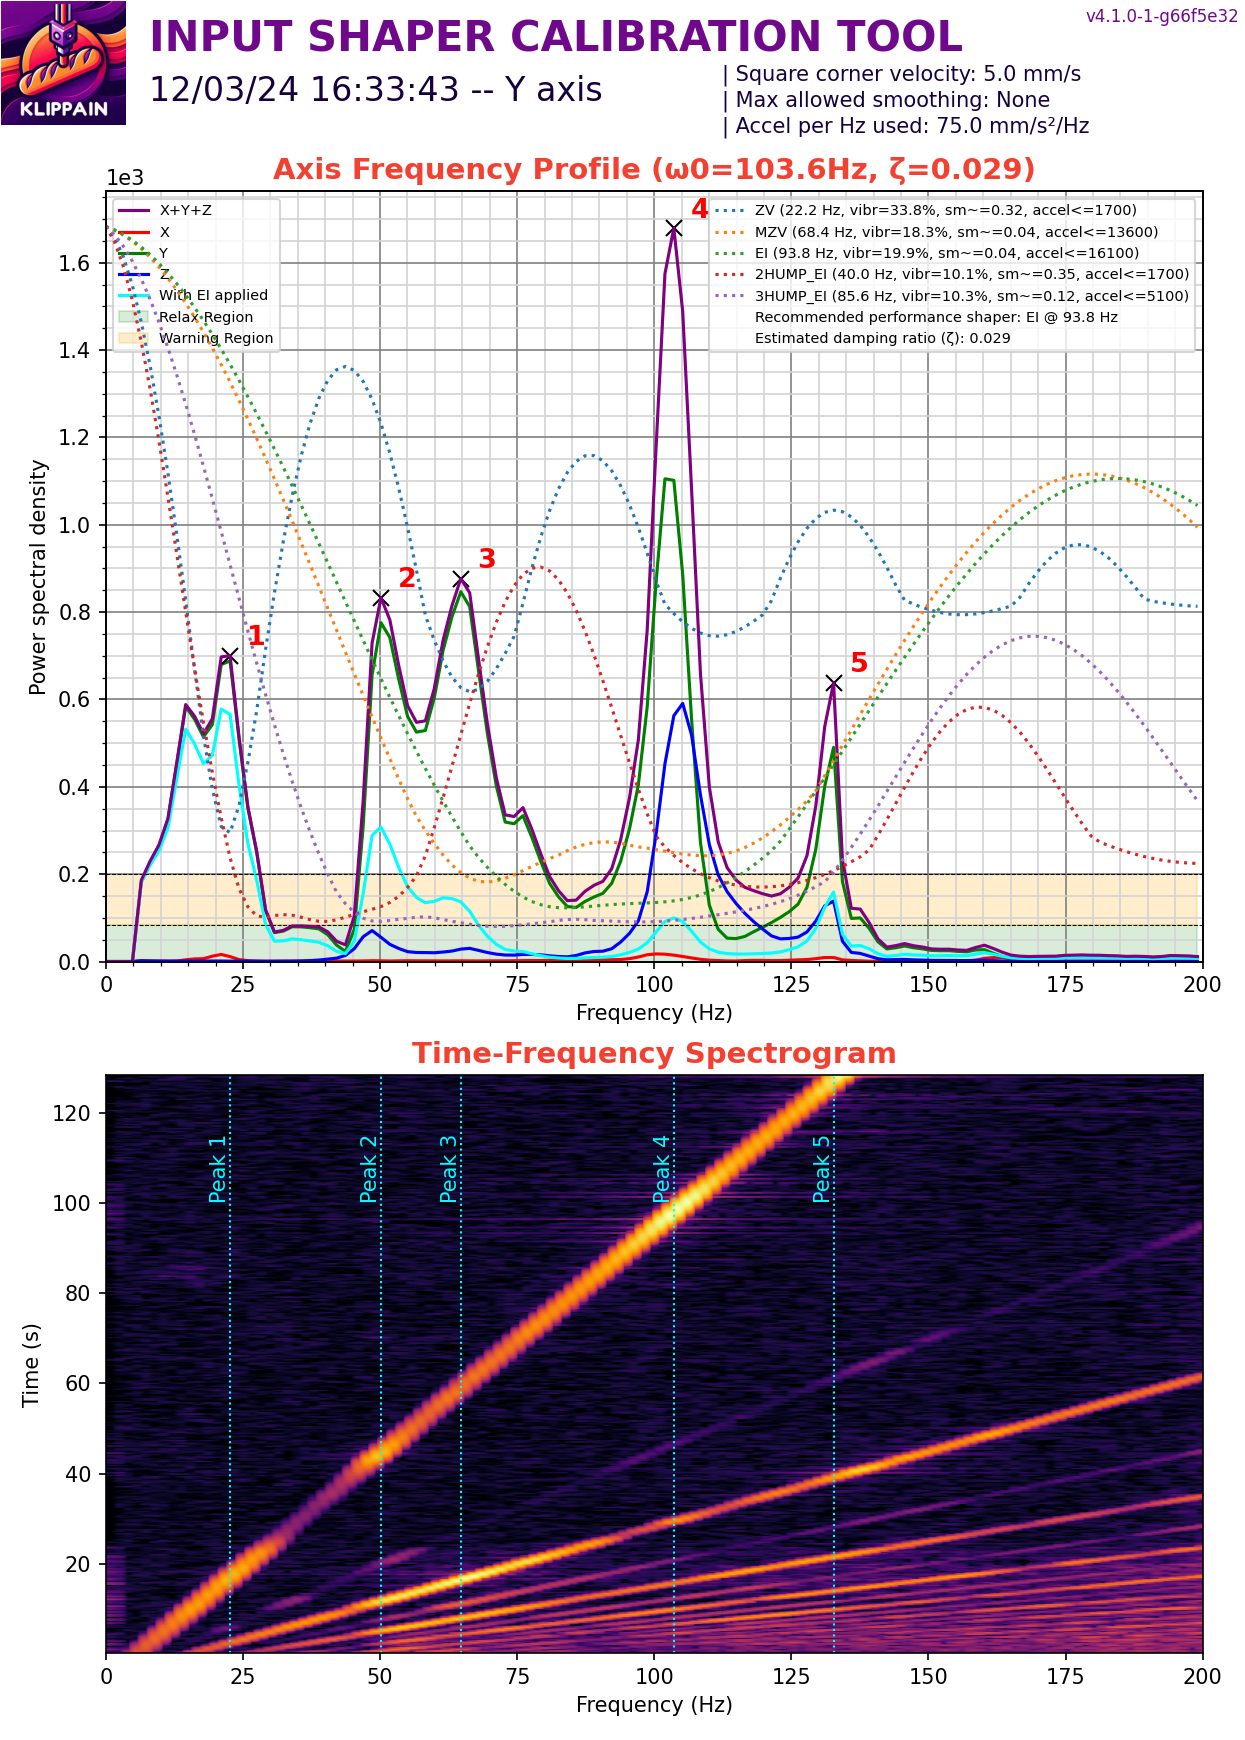 v4.1.0-1-g66f5e32
INPUT SHAPER CALIBRATION TOOL
12/03/24 16:33:43 -- Y axis
| Square corner velocity: 5.0 mm/s
| Max allowed smoothing: None
| Accel per Hz used: 75.0 mm/s²/Hz
KLIPPAIN
Axis Frequency Profile (ω0=103.6Hz, ζ=0.029)
1e3
X+Y+Z
X
Y
Z
With EI applied
Relax Region
Warning Region
ZV (22.2 Hz, vibr=33.8%, sm~=0.32, accel<=1700)
MZV (68.4 Hz, vibr=18.3%, sm~=0.04, accel<=13600)
EI (93.8 Hz, vibr=19.9%, sm~=0.04, accel<=16100)
2HUMP_EI (40.0 Hz, vibr=10.1%, sm~=0.35, accel<=1700)
3HUMP_EI (85.6 Hz, vibr=10.3%, sm~=0.12, accel<=5100)
Recommended performance shaper: EI @ 93.8 Hz
Estimated damping ratio (ζ): 0.029
1
2
3
4
5
Power spectral density
1.6
1.4
1.2
1.0
0.8
0.6
0.4
0.2
0.0
0 25 50 75 100 125 150 175 200
Frequency (Hz)
Time-Frequency Spectrogram
Peak 1
Peak 2
Peak 3
Peak 4
Peak 5
Time (s)
120
100
80
60
40
20
0 25 50 75 100 125 150 175 200
Frequency (Hz)